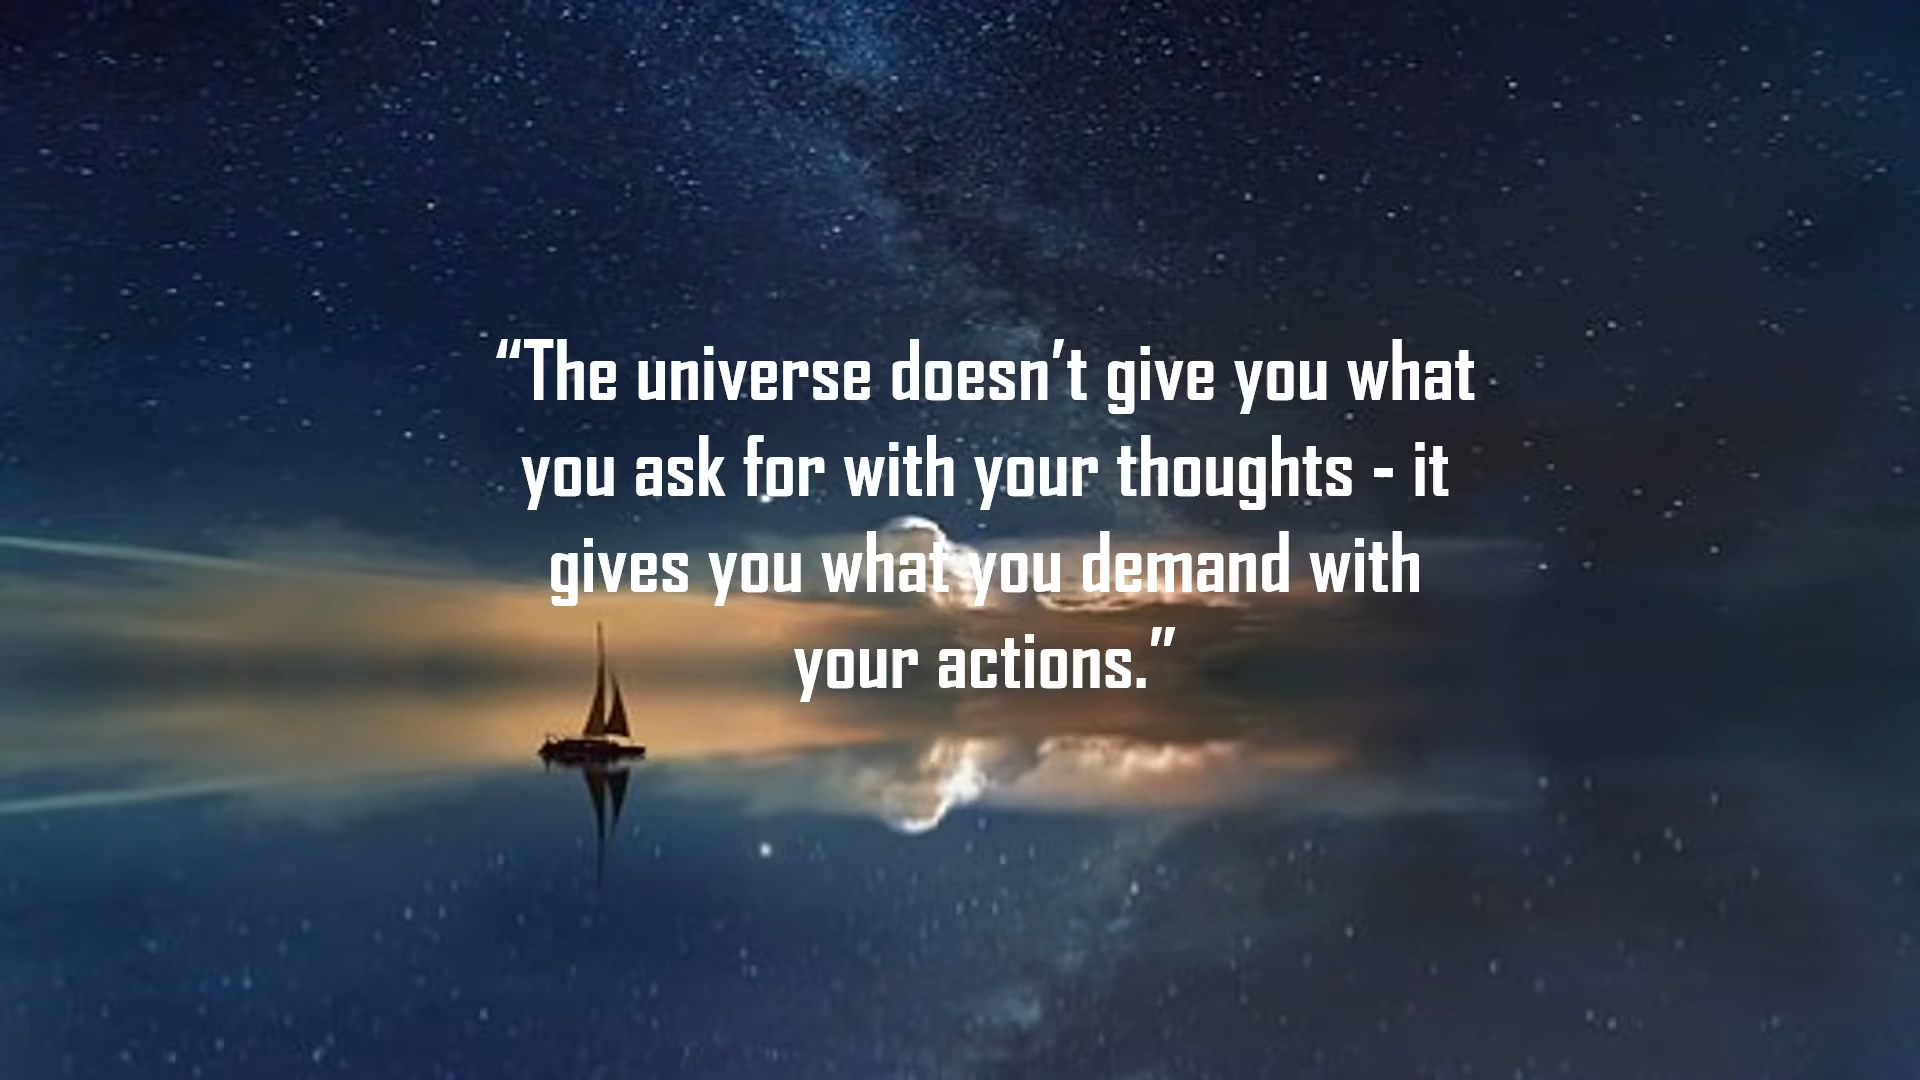 “The universe doesn’t give you what
you ask for with your thoughts - it
gives you what you demand with
your actions.”